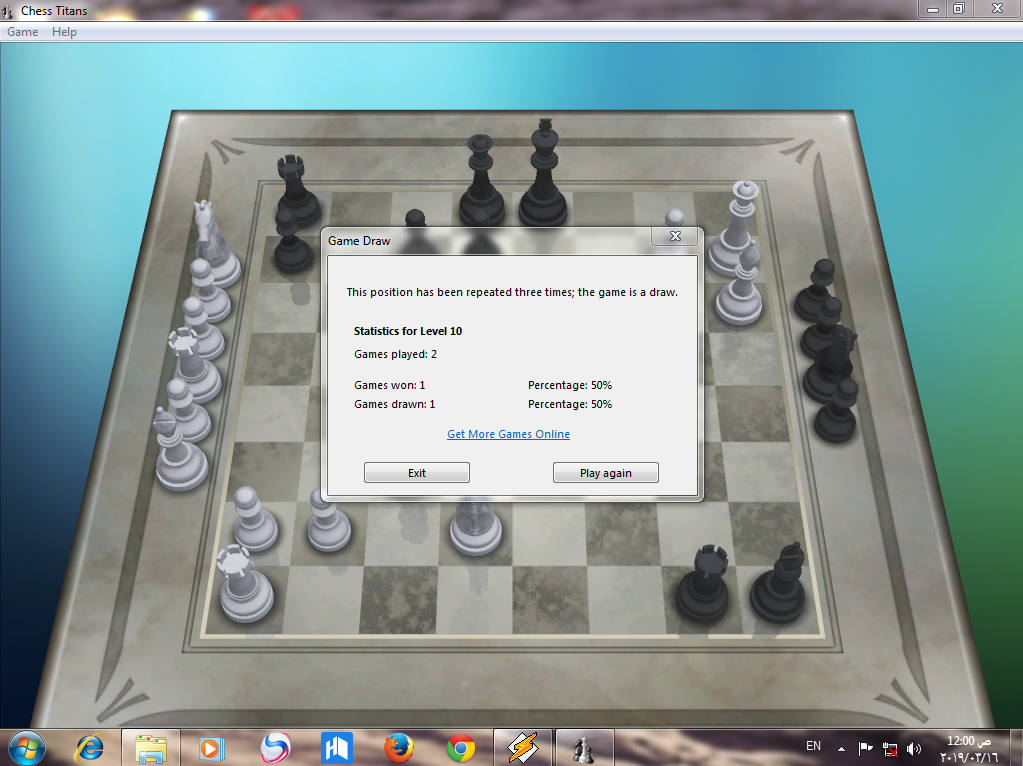 Chess Titans
Game Help
Game Draw
This position has been repeated three times; the game is a draw.
Statistics for Level 10
Games played: 2
Games won: 1 Percentage: 50%
Games drawn: 1 Percentage: 50%
Get More Games Online
Exit Play again
EN
12:00 ص
٢٠١٩/٠٣/١٦